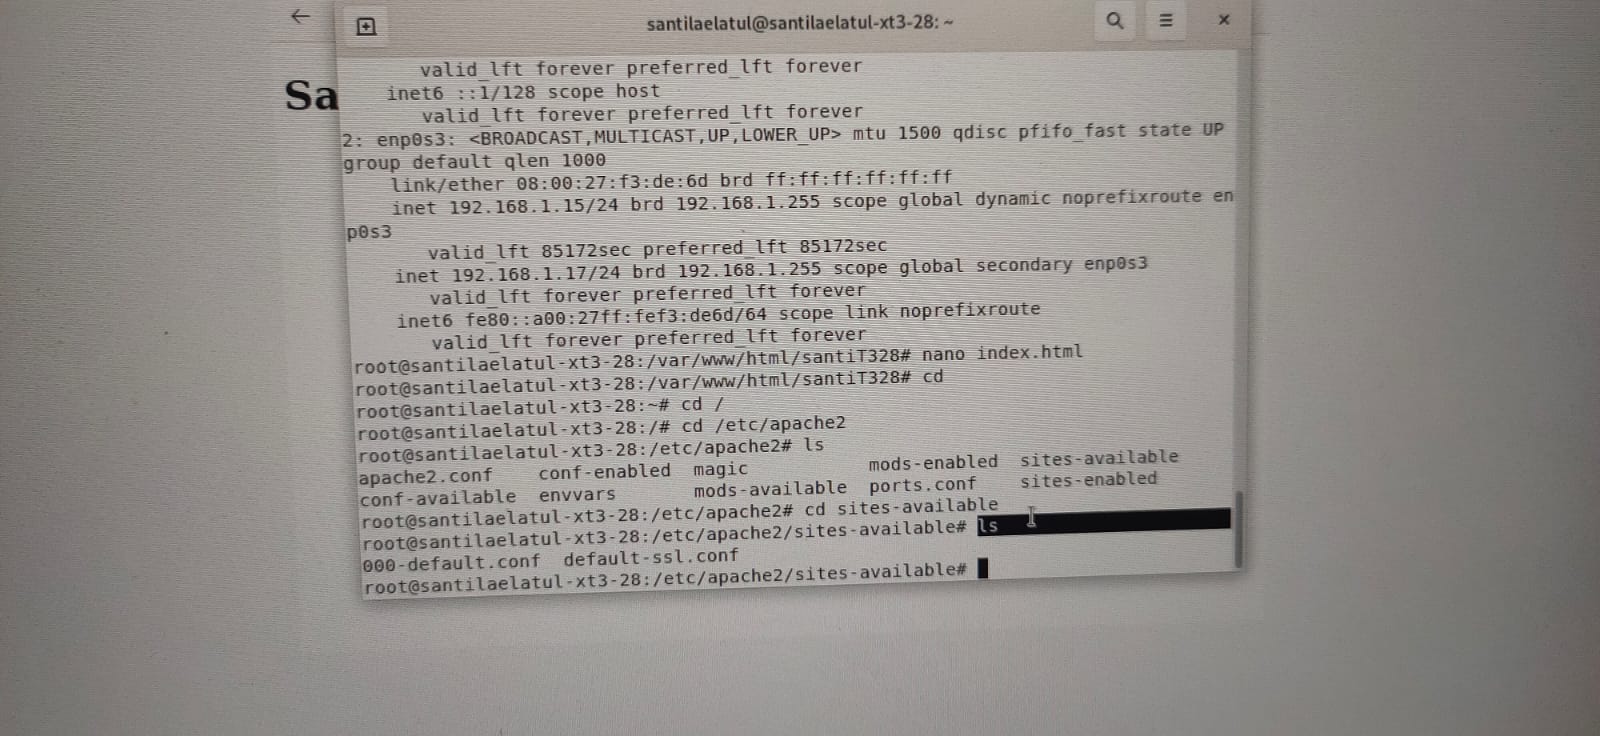 santilaelatul@santilaelatul-xt3-28: ~
Sa
valid_lft forever preferred_lft forever
inet6 ::1/128 scope host
valid_lft forever preferred_lft forever
2: enp0s3: <BROADCAST,MULTICAST,UP,LOWER_UP> mtu 1500 qdisc pfifo_fast state UP
group default qlen 1000
link/ether 08:00:27:f3:de:6d brd ff:ff:ff:ff:ff:ff
inet 192.168.1.15/24 brd 192.168.1.255 scope global dynamic noprefixroute en
p0s3
valid_lft 85172sec preferred_lft 85172sec
inet 192.168.1.17/24 brd 192.168.1.255 scope global secondary enp0s3
valid_lft forever preferred_lft forever
inet6 fe80::a00:27ff:fef3:de6d/64 scope link noprefixroute
valid_lft forever preferred_lft forever
root@santilaelatul-xt3-28:/var/www/html/santiT328# nano index.html
root@santilaelatul-xt3-28:/var/www/html/santiT328# cd
root@santilaelatul-xt3-28:~# cd /
root@santilaelatul-xt3-28:/# cd /etc/apache2
root@santilaelatul-xt3-28:/etc/apache2# ls
apache2.conf conf-enabled magic mods-enabled sites-available
conf-available envvars mods-available ports.conf sites-enabled
root@santilaelatul-xt3-28:/etc/apache2# cd sites-available
root@santilaelatul-xt3-28:/etc/apache2/sites-available# ls
000-default.conf default-ssl.conf
root@santilaelatul-xt3-28:/etc/apache2/sites-available#